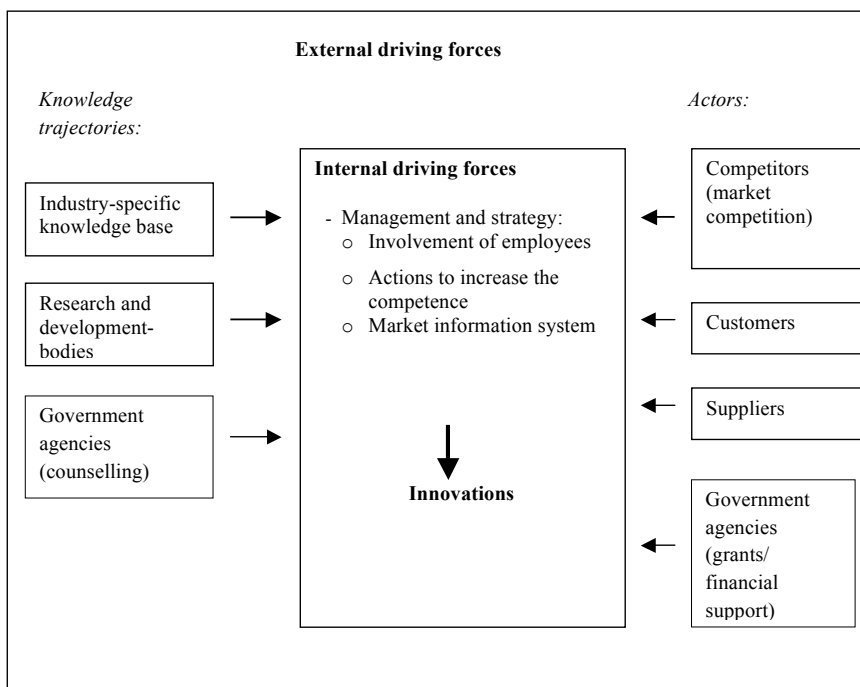 External driving forces
Knowledge
trajectories:
Industry-specific
knowledge base
Research and
development-
bodies
Government
agencies
(counselling)
Internal driving forces
- Management and strategy:
o Involvement of employees
o Actions to increase the
competence
o Market information system
Innovations
Actors:
Competitors
(market
competition)
Customers
Suppliers
Government
agencies
(grants/
financial
support)